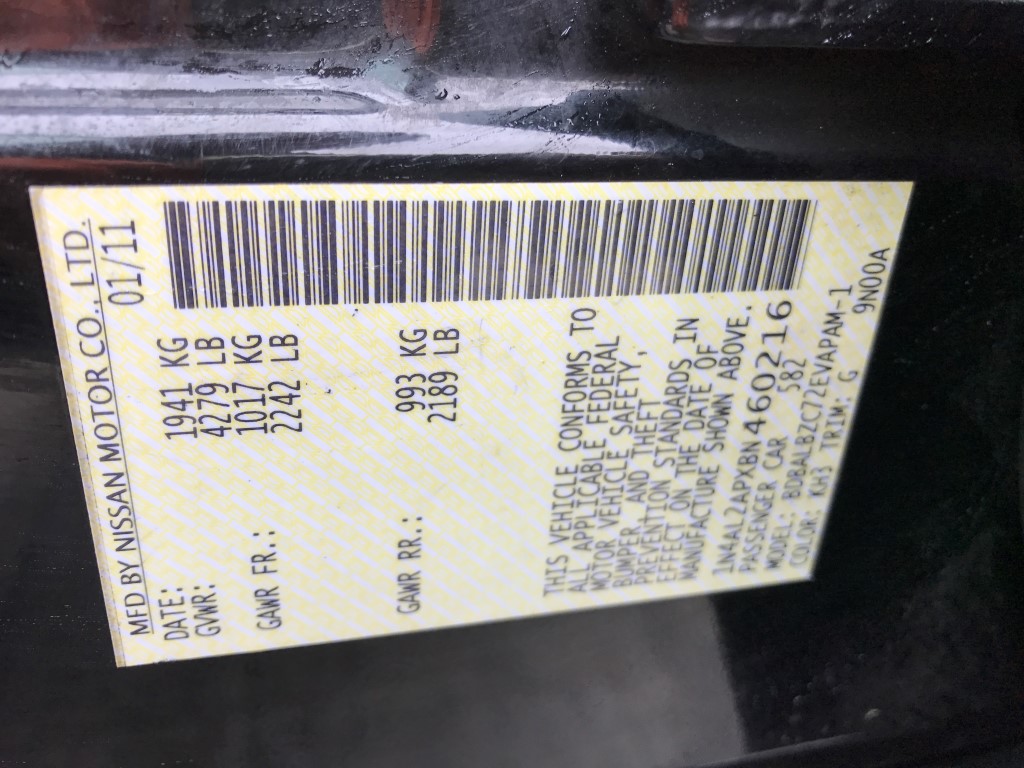 MFD BY NISSAN MOTOR CO., LTD.
DATE: 01/11
GVWR: 1941 KG
4279 LB
GAWR FR.: 1017 KG
2242 LB
GAWR RR.: 993 KG
2189 LB
THIS VEHICLE CONFORMS TO
ALL APPLICABLE FEDERAL
MOTOR VEHICLE SAFETY,
BUMPER, AND THEFT
PREVENTION STANDARDS IN
EFFECT ON THE DATE OF
MANUFACTURE SHOWN ABOVE.
1N4AL2APXBN460216
PASSENGER CAR 582
MODEL: BDBALBZC72EVAPAM-1
COLOR: KH3 TRIM: G 9N00A